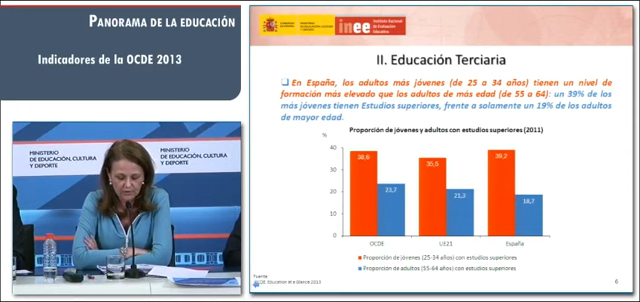 PANORAMA DE LA EDUCACIÓN
Indicadores de la OCDE 2013
MINISTERIO
DE EDUCACIÓN, CULTURA
Y DEPORTE
MINISTERIO
DE EDUCACIÓN, CULTURA
Y DEPORTE
inee
Instituto Nacional
de Evaluación
Educativa
II. Educación Terciaria
En España, los adultos más jóvenes (de 25 a 34 años) tienen un nivel de
formación más elevado que los adultos de más edad (de 55 a 64): un 39% de los
más jóvenes tienen Estudios superiores, frente a solamente un 19% de los adultos
de mayor edad.
Proporción de jóvenes y adultos con estudios superiores (2011)
%
40
30
20
10
0
38,6
23,7
35,5
21,3
39,2
18,7
OCDE
UE21
España
Proporción de jóvenes (25-34 años) con estudios superiores
Proporción de adultos (55-64 años) con estudios superiores
Fuente
6